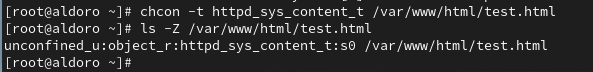 [root@aldoro ~]# chcon -t httpd_sys_content_t /var/www/html/test.html
[root@aldoro ~]# ls -Z /var/www/html/test.html
unconfined_u:object_r:httpd_sys_content_t:s0 /var/www/html/test.html
[root@aldoro ~]#